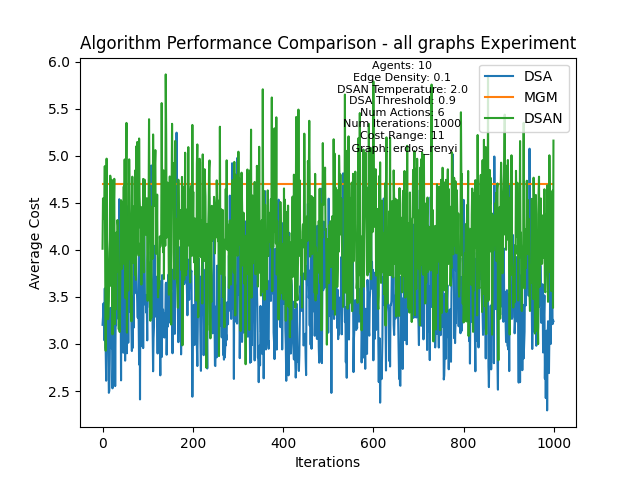 Algorithm Performance Comparison - all graphs Experiment
6.0
5.5
5.0
4.5
4.0
3.5
3.0
2.5
Average Cost
Agents: 10
Edge Density: 0.1
DSAN Temperature: 2.0
DSA Threshold: 0.9
Num Actions: 6
Num Iterations: 1000
Cost Range: 11
Graph: erdos_renyi
DSA
MGM
DSAN
0 200 400 600 800 1000
Iterations